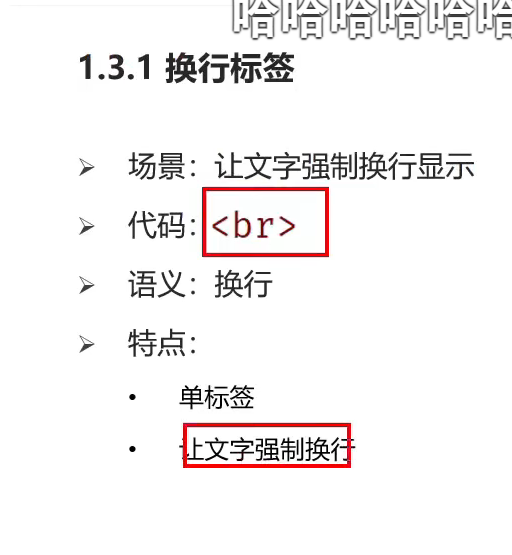 哈哈哈哈哈哈
1.3.1 换行标签
➢ 场景：让文字强制换行显示
➢ 代码：<br>
➢ 语义：换行
➢ 特点：
• 单标签
• 让文字强制换行